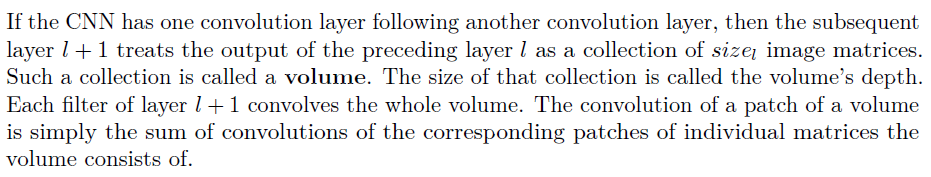 If the CNN has one convolution layer following another convolution layer, then the subsequent
layer l + 1 treats the output of the preceding layer l as a collection of sizeₗ image matrices.
Such a collection is called a volume. The size of that collection is called the volume's depth.
Each filter of layer l + 1 convolves the whole volume. The convolution of a patch of a volume
is simply the sum of convolutions of the corresponding patches of individual matrices the
volume consists of.